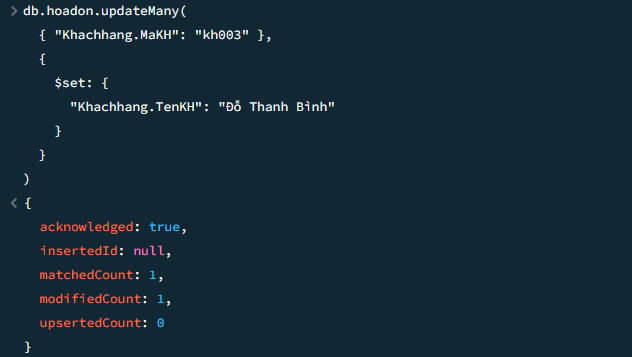 > db.hoadon.updateMany(
{ "Khachhang.MaKH": "kh003" },
{
$set: {
"Khachhang.TenKH": "Đỗ Thanh Bình"
}
}
)
< {
acknowledged: true,
insertedId: null,
matchedCount: 1,
modifiedCount: 1,
upsertedCount: 0
}